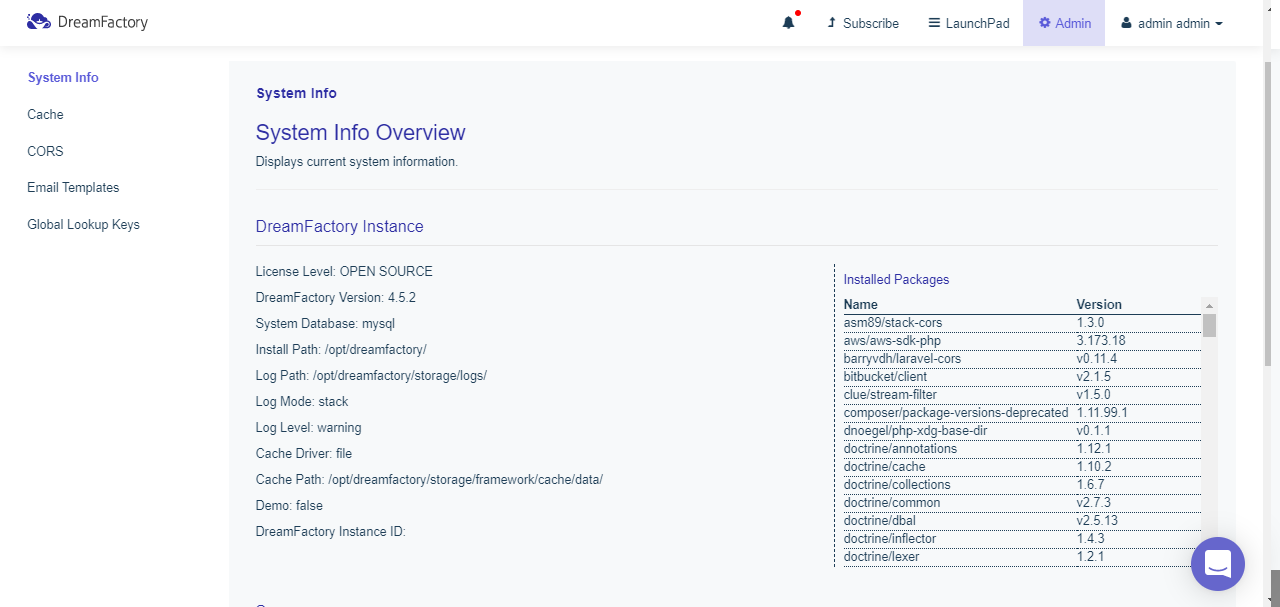 DreamFactory
Subscribe
LaunchPad
Admin
admin admin
System Info
Cache
CORS
Email Templates
Global Lookup Keys
System Info
System Info Overview
Displays current system information.
DreamFactory Instance
License Level: OPEN SOURCE
DreamFactory Version: 4.5.2
System Database: mysql
Install Path: /opt/dreamfactory/
Log Path: /opt/dreamfactory/storage/logs/
Log Mode: stack
Log Level: warning
Cache Driver: file
Cache Path: /opt/dreamfactory/storage/framework/cache/data/
Demo: false
DreamFactory Instance ID:
Installed Packages
Name Version
asm89/stack-cors 1.3.0
aws/aws-sdk-php 3.173.18
barryvdh/laravel-cors v0.11.4
bitbucket/client v2.1.5
clue/stream-filter v1.5.0
composer/package-versions-deprecated 1.11.99.1
dnoegel/php-xdg-base-dir v0.1.1
doctrine/annotations 1.12.1
doctrine/cache 1.10.2
doctrine/collections 1.6.7
doctrine/common v2.7.3
doctrine/dbal v2.5.13
doctrine/inflector 1.4.3
doctrine/lexer 1.2.1